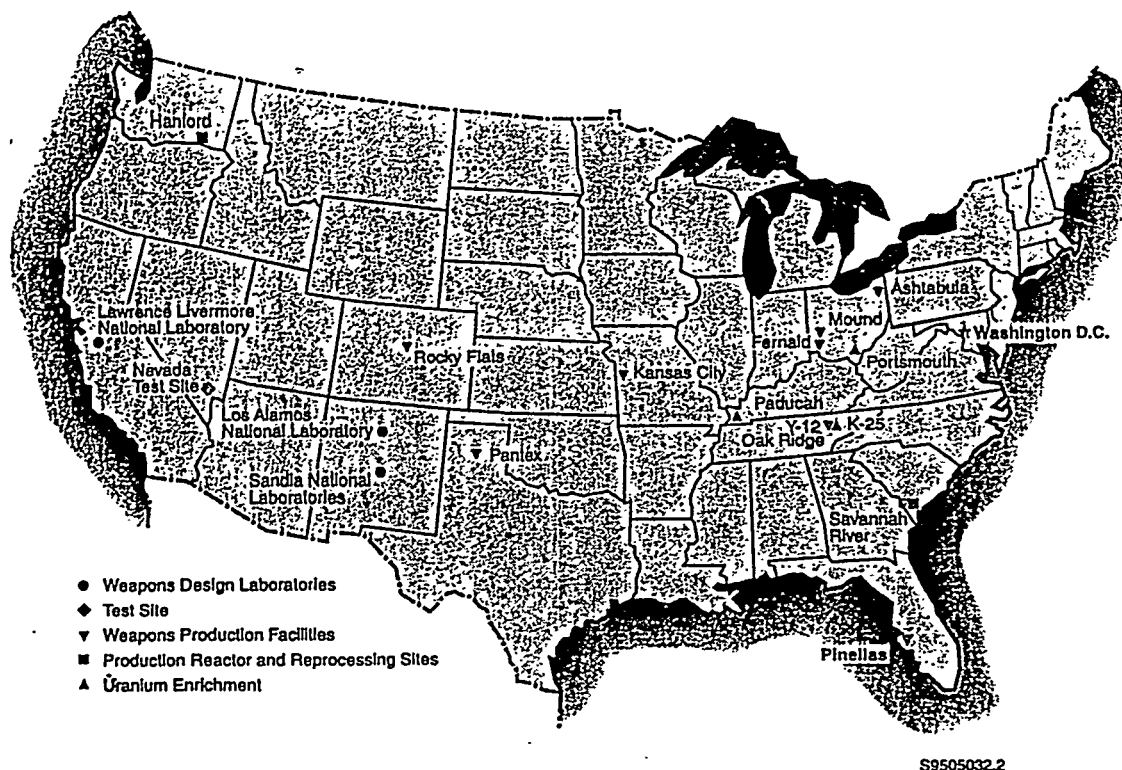 Hanford
Lawrence Livermore
National Laboratory
Nevada
Test Site
Los Alamos
National Laboratory
Sandia National
Laboratories
Rocky Flats
Pantex
Kansas City
Ashtabula
Mound
Fernald
Portsmouth
Washington D.C.
Paducah
Y-12
K-25
Oak Ridge
Savannah
River
Pinellas
Weapons Design Laboratories
Test Site
Weapons Production Facilities
Production Reactor and Reprocessing Sites
Uranium Enrichment
S9505032.2